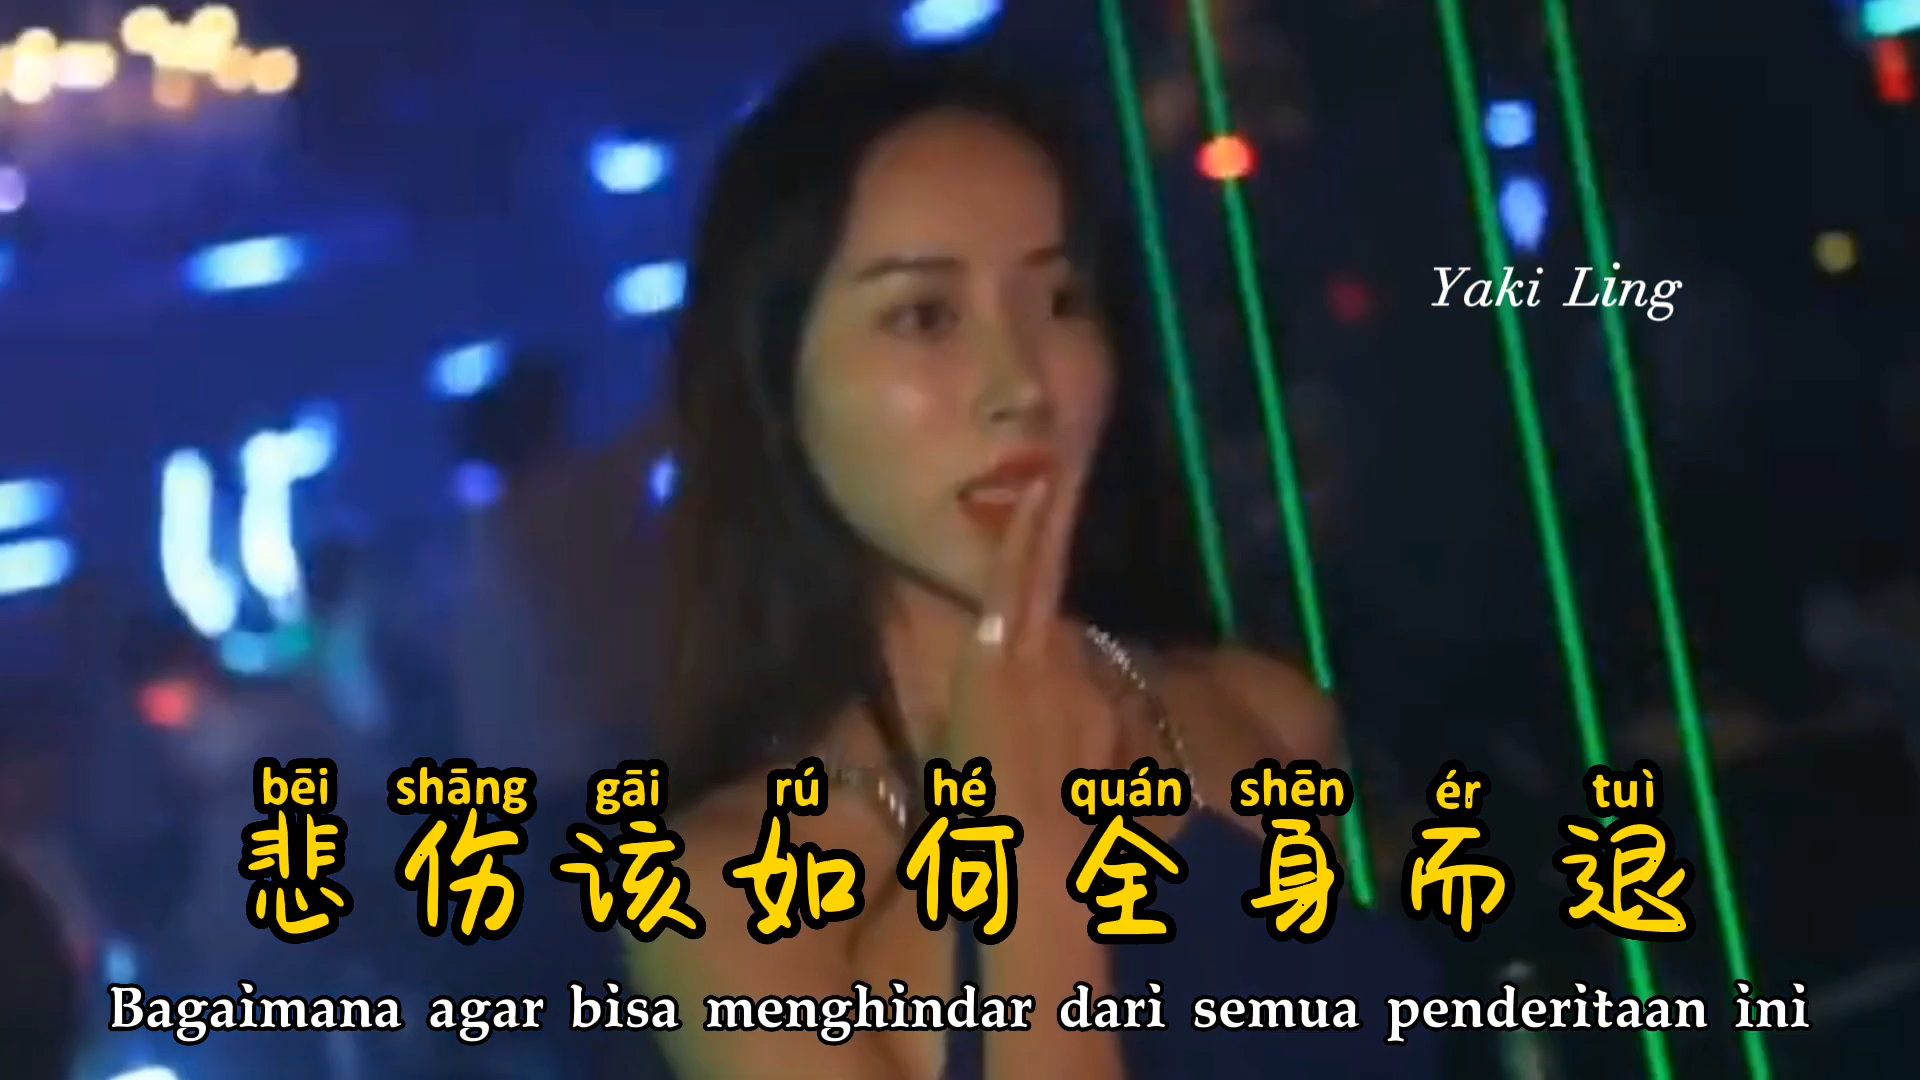 Yaki Ling
bēi shāng gāi rú hé quán shēn ér tuì
悲伤该如何全身而退
Bagaimana agar bisa menghindar dari semua penderitaan ini